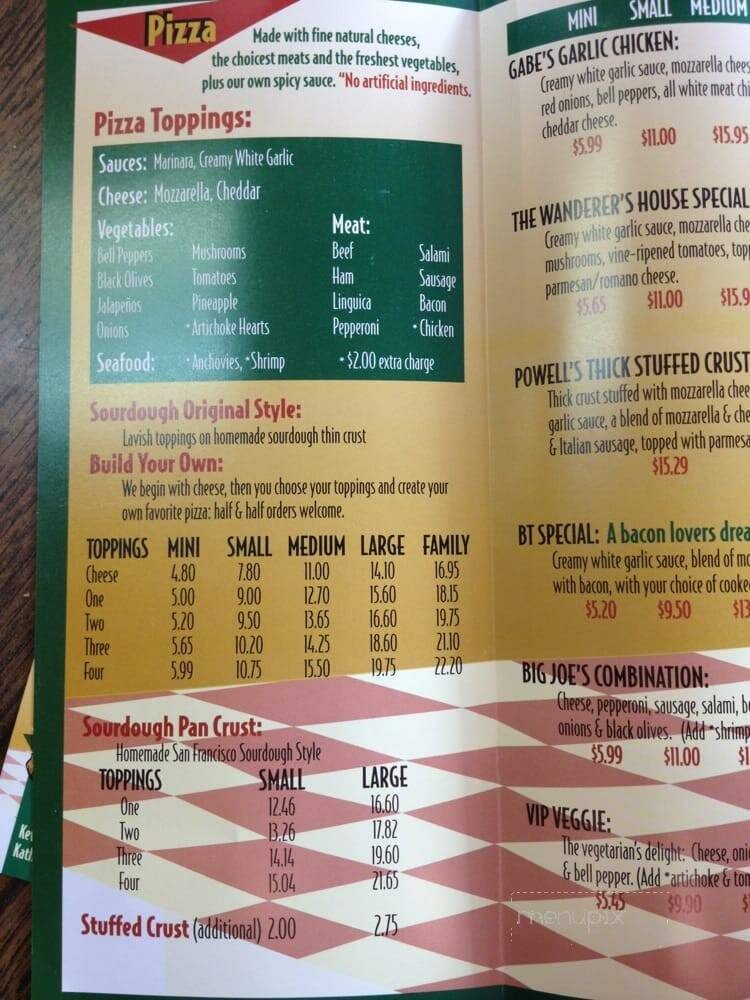 Pizza
Made with fine natural cheeses,
the choicest meats and the freshest vegetables,
plus our own spicy sauce. "No artificial ingredients.
Pizza Toppings:
Sauces: Marinara, Creamy White Garlic
Cheese: Mozzarella, Cheddar
Vegetables: Meat:
Bell Peppers Mushrooms Beef Salami
Black Olives Tomatoes Ham Sausage
Jalapeños Pineapple Linguica Bacon
Onions *Artichoke Hearts Pepperoni *Chicken
Seafood: *Anchovies, *Shrimp * $2.00 extra charge
Sourdough Original Style:
Lavish toppings on homemade sourdough thin crust
Build Your Own:
We begin with cheese, then you choose your toppings and create your
own favorite pizza: half & half orders welcome.
TOPPINGS MINI SMALL MEDIUM LARGE FAMILY
Cheese 4.80 7.80 11.00 14.10 16.95
One 5.00 9.00 12.70 15.60 18.15
Two 5.20 9.50 13.65 16.60 19.75
Three 5.65 10.20 14.25 18.60 21.10
Four 5.99 10.75 15.50 19.75 22.20
Sourdough Pan Crust:
Homemade San Francisco Sourdough Style
TOPPINGS SMALL LARGE
One 12.46 16.60
Two 13.26 17.82
Three 14.14 19.60
Four 15.04 21.65
Stuffed Crust (additional) 2.00 2.75
MINI SMALL MEDIUM
GABE'S GARLIC CHICKEN:
Creamy white garlic sauce, mozzarella chees
red onions, bell peppers, all white meat chi
cheddar cheese.
$5.99 $11.00 $15.95
THE WANDERER'S HOUSE SPECIAL
Creamy white garlic sauce, mozzarella che
mushrooms, vine-ripened tomatoes, top
parmesan/romano cheese.
$5.65 $11.00 $15.9
POWELL'S THICK STUFFED CRUST
Thick crust stuffed with mozzarella chee
garlic sauce, a blend of mozzarella & che
& Italian sausage, topped with parmesa
$15.29
BT SPECIAL: A bacon lovers drea
Creamy white garlic sauce, blend of mo
with bacon, with your choice of cooke
$5.20 $9.50 $13
BIG JOE'S COMBINATION:
Cheese, pepperoni, sausage, salami, b
onions & black olives. (Add *shrimp
$5.99 $11.00 $1
VIP VEGGIE:
The vegetarian's delight: Cheese, oni
& bell pepper. (Add *artichoke & tom
$5.45 $9.90 $
menupix
Ke
Kat